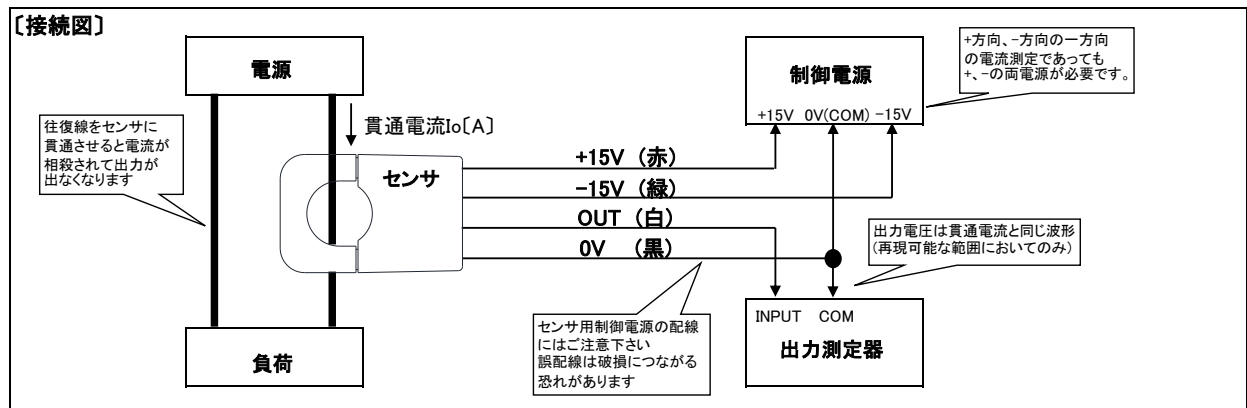 〔接続図〕
電源
往復線をセンサに
貫通させると電流が
相殺されて出力が
出なくなります
貫通電流Io〔A〕
センサ
負荷
+15V (赤)
-15V (緑)
OUT (白)
0V (黒)
センサ用制御電源の配線
にはご注意下さい
誤配線は破損につながる
恐れがあります
制御電源
+15V 0V(COM) -15V
+方向、-方向の一方向
の電流測定であっても
+、-の両電源が必要です。
出力電圧は貫通電流と同じ波形
(再現可能な範囲においてのみ)
INPUT COM
出力測定器